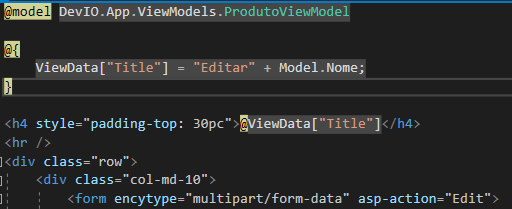 @model DevIO.App.ViewModels.ProdutoViewModel
@{
ViewData["Title"] = "Editar" + Model.Nome;
}
<h4 style="padding-top: 30pc">@ViewData["Title"]</h4>
<hr />
<div class="row">
<div class="col-md-10">
<form encytype="multipart/form-data" asp-action="Edit">